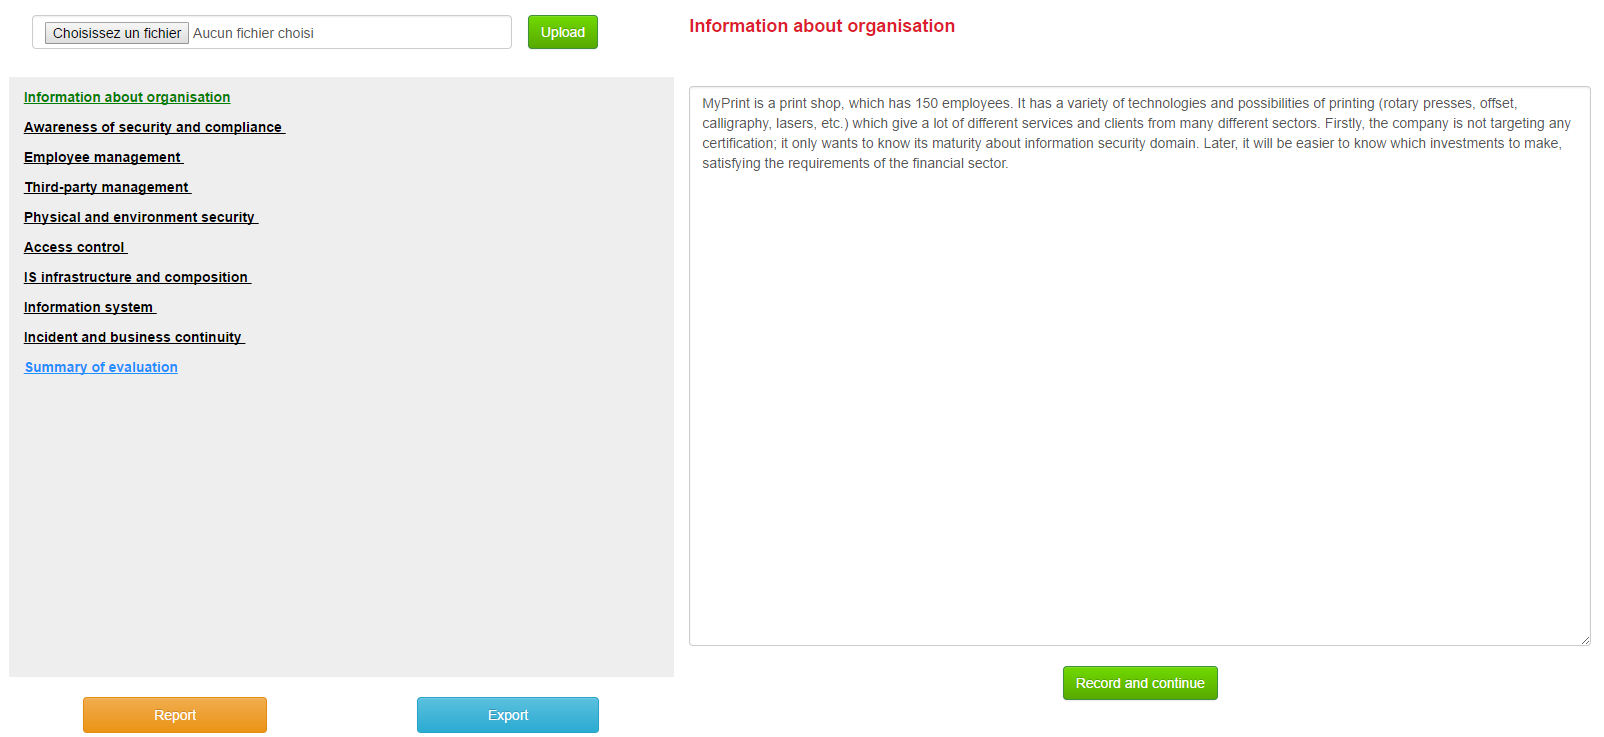 Choisissez un fichier Aucun fichier choisi
Upload
Information about organisation
Awareness of security and compliance
Employee management
Third-party management
Physical and environment security
Access control
IS infrastructure and composition
Information system
Incident and business continuity
Summary of evaluation
Report
Export
Information about organisation
MyPrint is a print shop, which has 150 employees. It has a variety of technologies and possibilities of printing (rotary presses, offset,
calligraphy, lasers, etc.) which give a lot of different services and clients from many different sectors. Firstly, the company is not targeting any
certification; it only wants to know its maturity about information security domain. Later, it will be easier to know which investments to make,
satisfying the requirements of the financial sector.
Record and continue